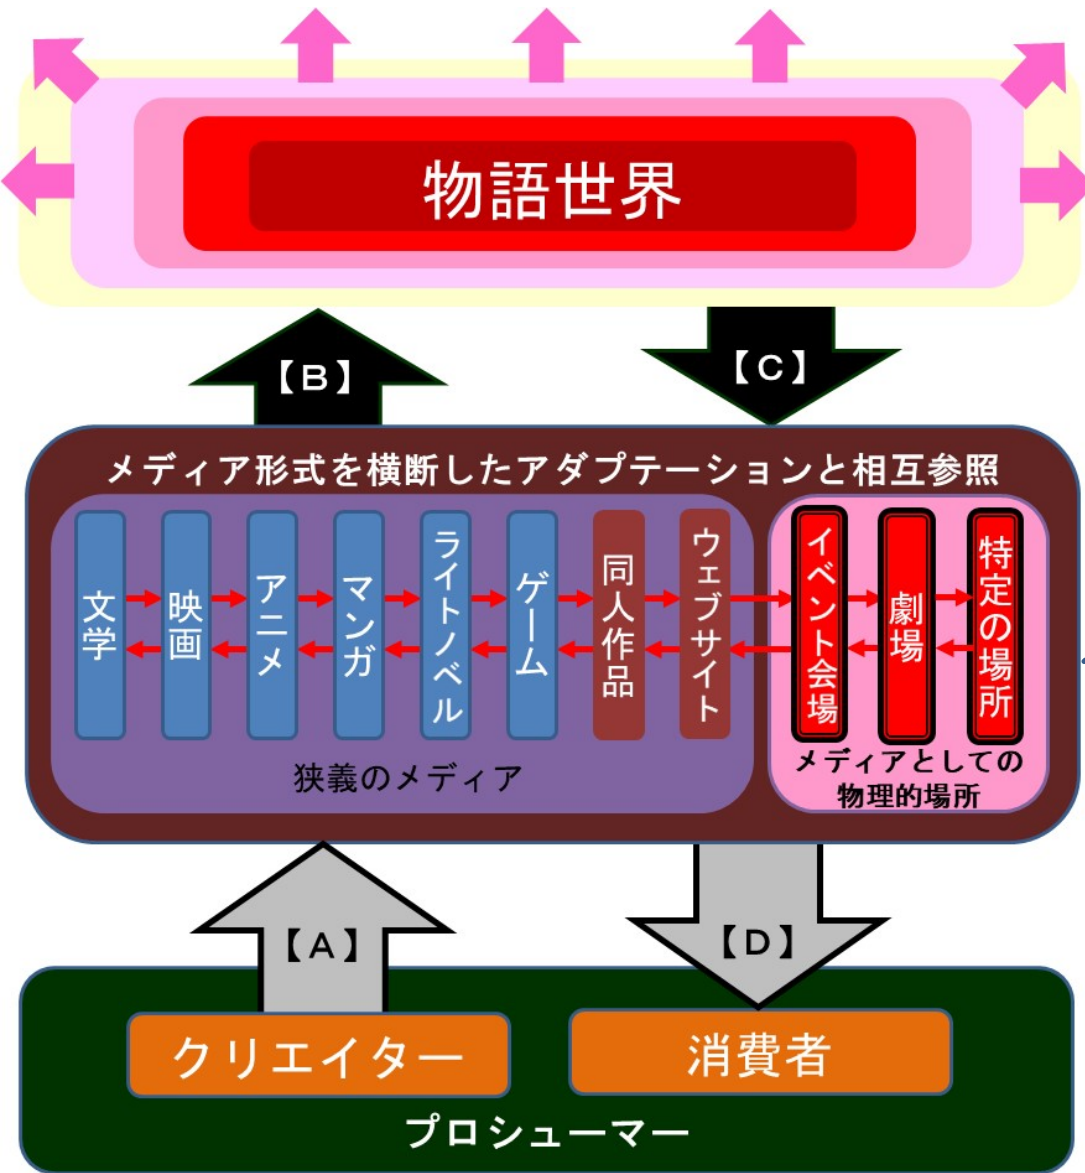 物語世界
【B】
【C】
メディア形式を横断したアダプテーションと相互参照
文学
映画
アニメ
マンガ
ライトノベル
ゲーム
同人作品
ウェブサイト
イベント会場
劇場
特定の場所
狭義のメディア
メディアとしての
物理的場所
【A】
【D】
クリエイター
消費者
プロシューマー